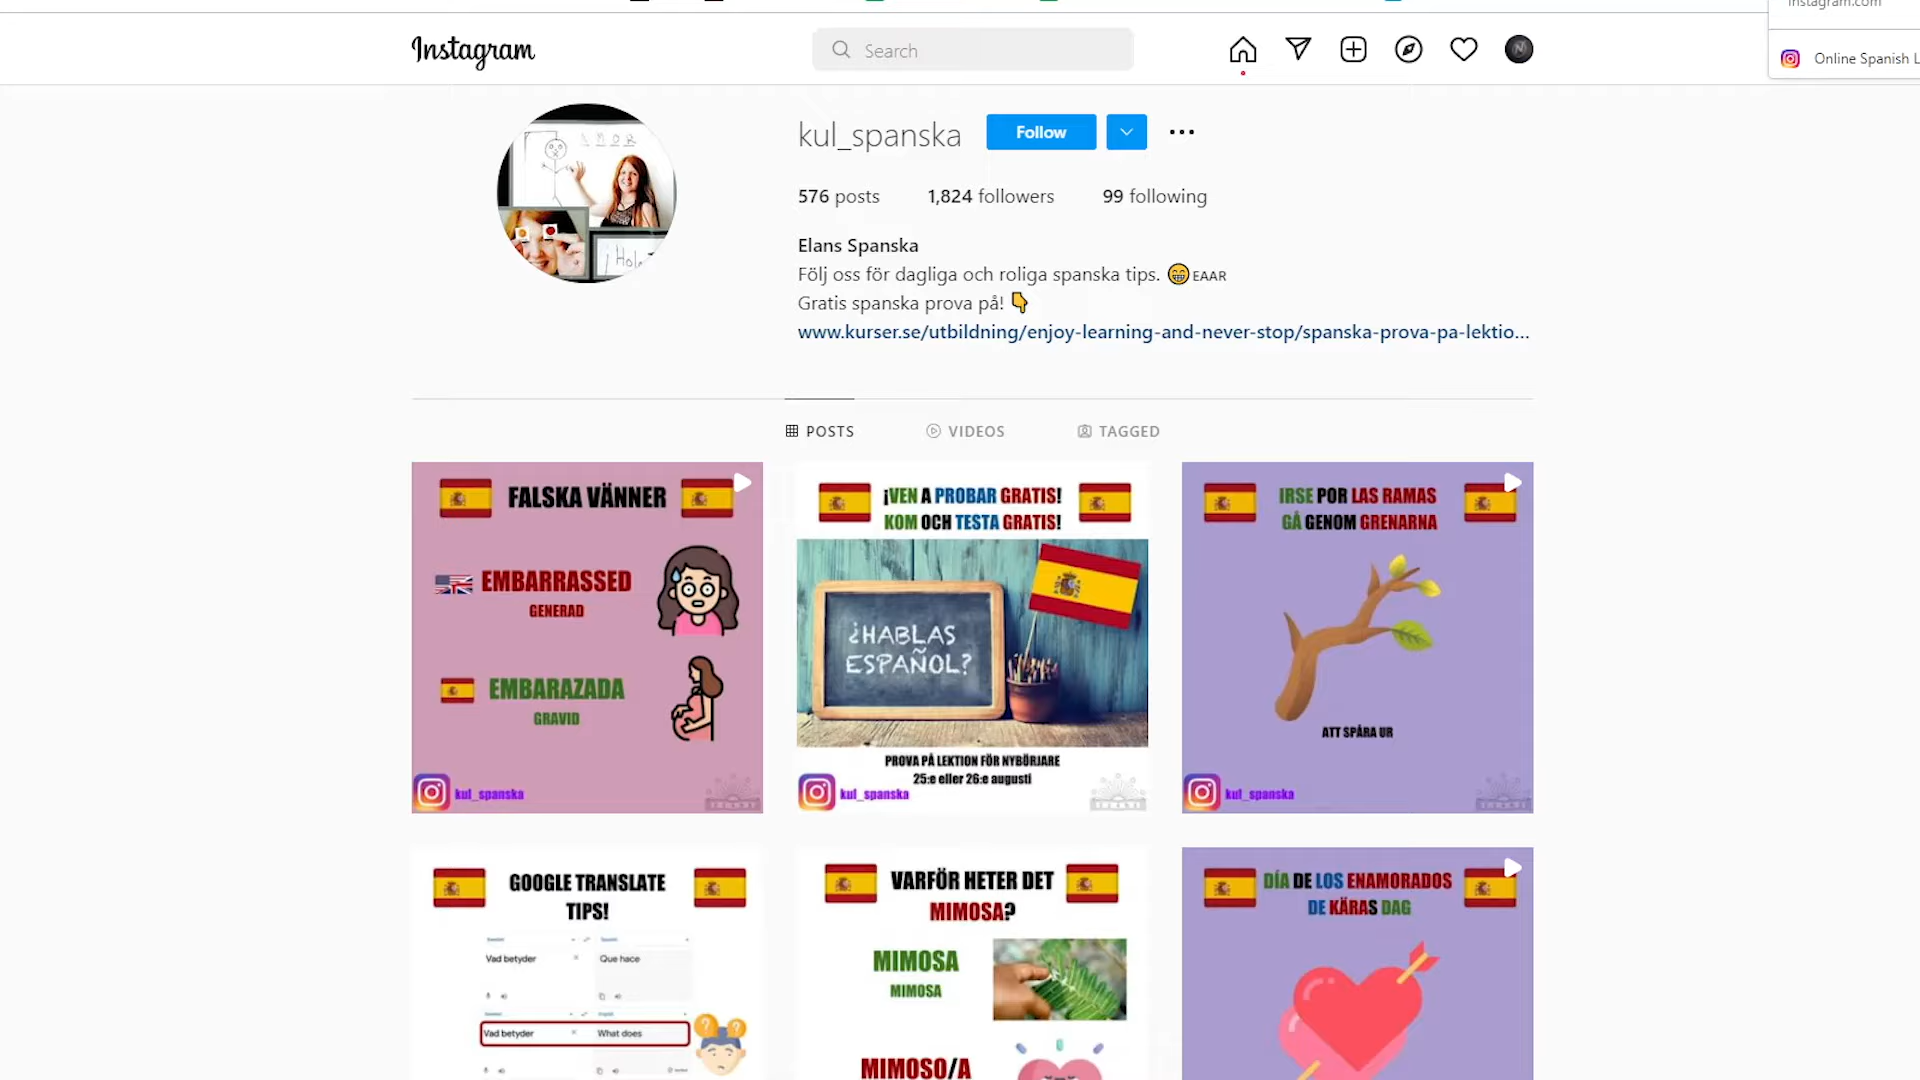 instagram.com
Instagram
Search
Online Spanish L
kul_spanska
Follow
576 posts
1,824 followers
99 following
Elans Spanska
Följ oss för dagliga och roliga spanska tips. 😁EAAR
Gratis spanska prova på! 👇
www.kurser.se/utbildning/enjoy-learning-and-never-stop/spanska-prova-pa-lektio...
POSTS
VIDEOS
TAGGED
FALSKA VÄNNER
EMBARRASSED
GENERAD
EMBARAZADA
GRAVID
kul_spanska
¡VEN A PROBAR GRATIS!
KOM OCH TESTA GRATIS!
¿HABLAS
ESPAÑOL?
PROVA PÅ LEKTION FÖR NYBÖRJARE
25:e eller 26:e augusti
kul_spanska
IRSE POR LAS RAMAS
GÅ GENOM GRENARNA
ATT SPÅRA UR
kul_spanska
GOOGLE TRANSLATE
TIPS!
Vad betyder
Que hace
Vad betyder
What does
VARFÖR HETER DET
MIMOSA?
MIMOSA
MIMOSA
MIMOSO/A
DÍA DE LOS ENAMORADOS
DE KÄRAS DAG